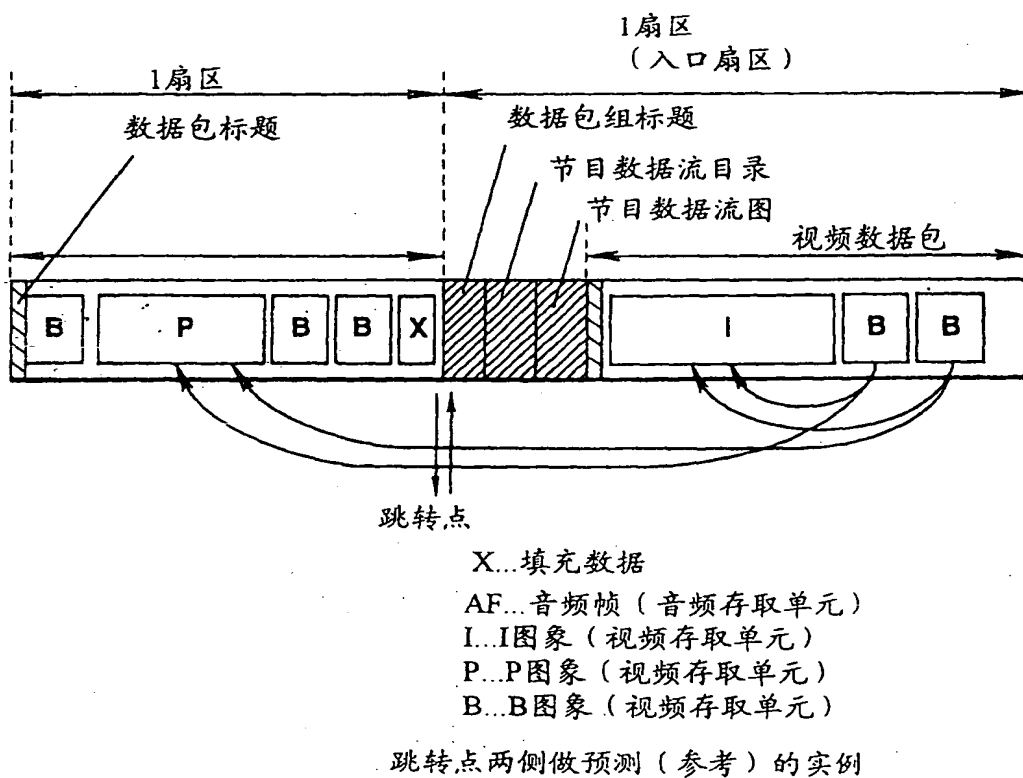 1扇区
（入口扇区）
1扇区
数据包标题
数据包组标题
节目数据流目录
节目数据流图
视频数据包
B P B B X I B B
跳转点
X...填充数据
AF...音频帧（音频存取单元）
I...I图象（视频存取单元）
P...P图象（视频存取单元）
B...B图象（视频存取单元）
跳转点两侧做预测（参考）的实例